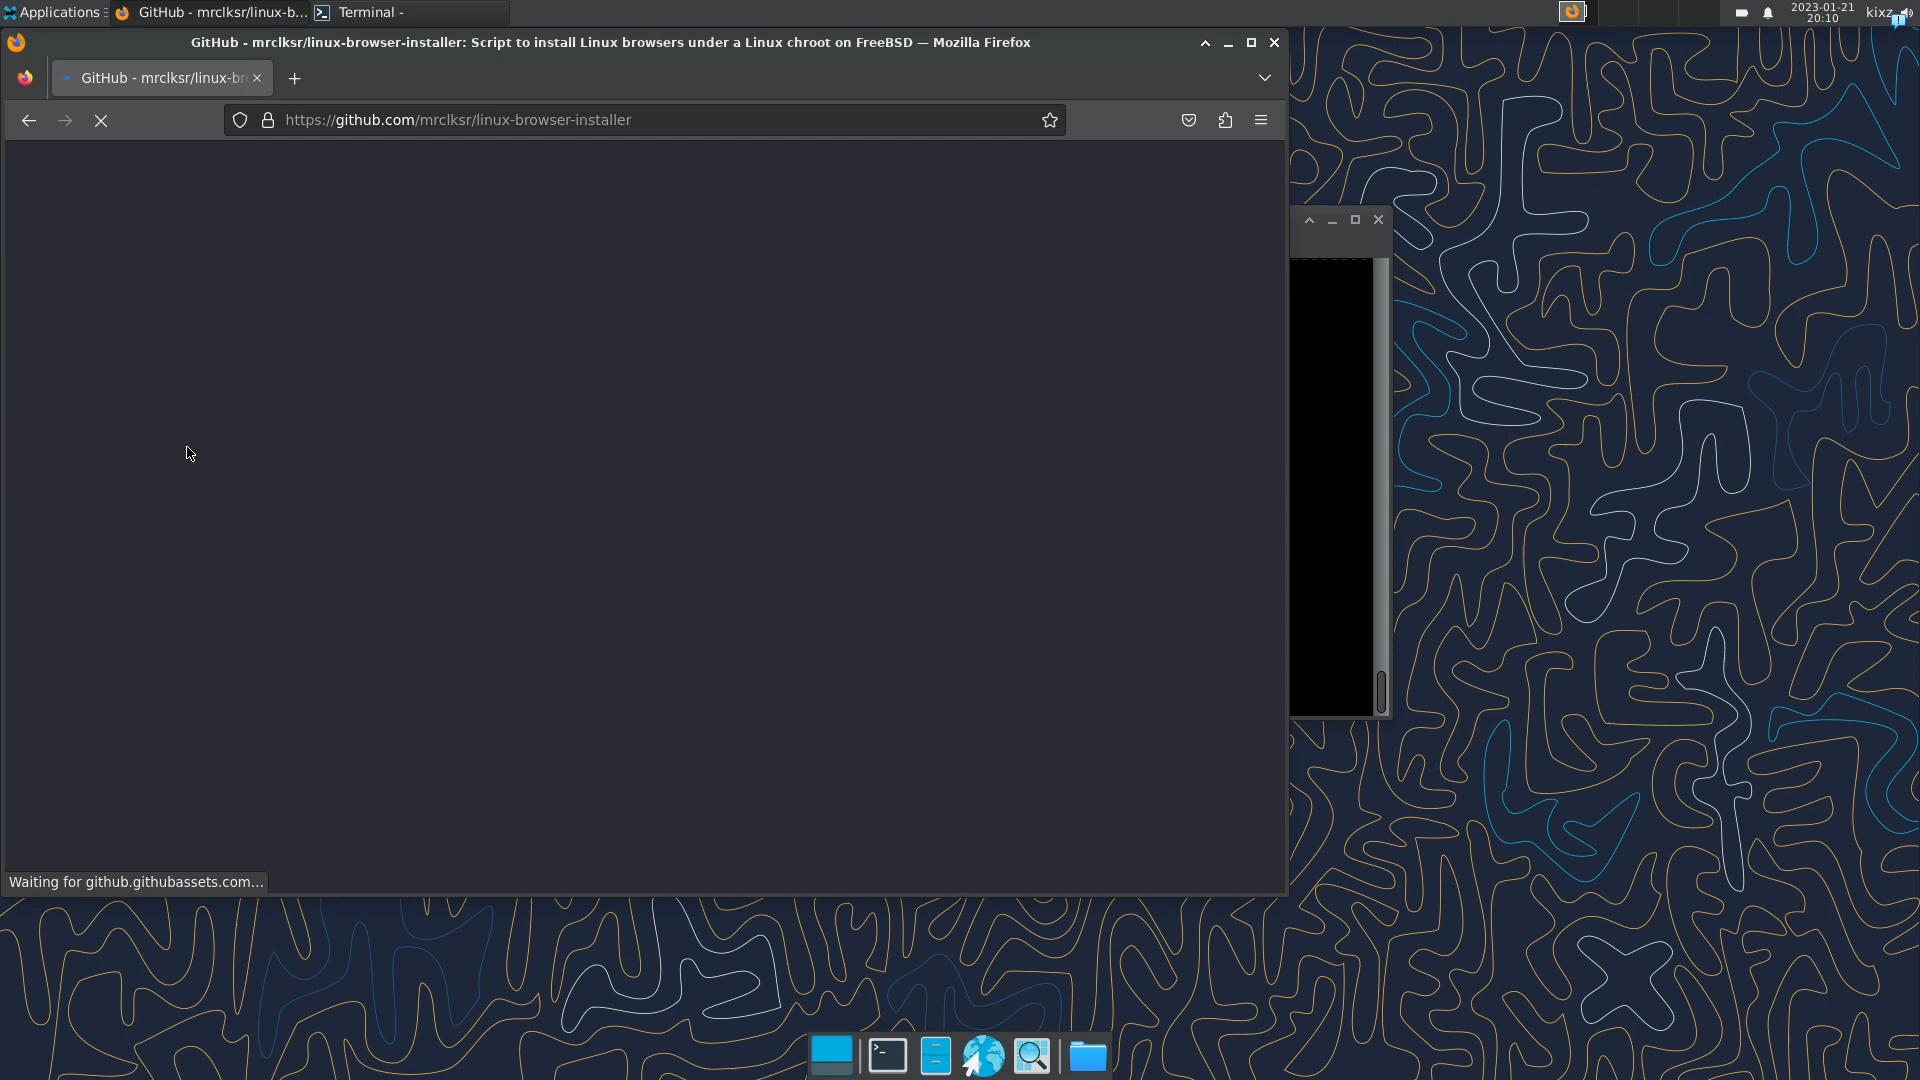 Applications
GitHub - mrclksr/linux-b...
Terminal -
2023-01-21
20:10
kixz
GitHub - mrclksr/linux-browser-installer: Script to install Linux browsers under a Linux chroot on FreeBSD — Mozilla Firefox
GitHub - mrclksr/linux-br
https://github.com/mrclksr/linux-browser-installer
Waiting for github.githubassets.com...